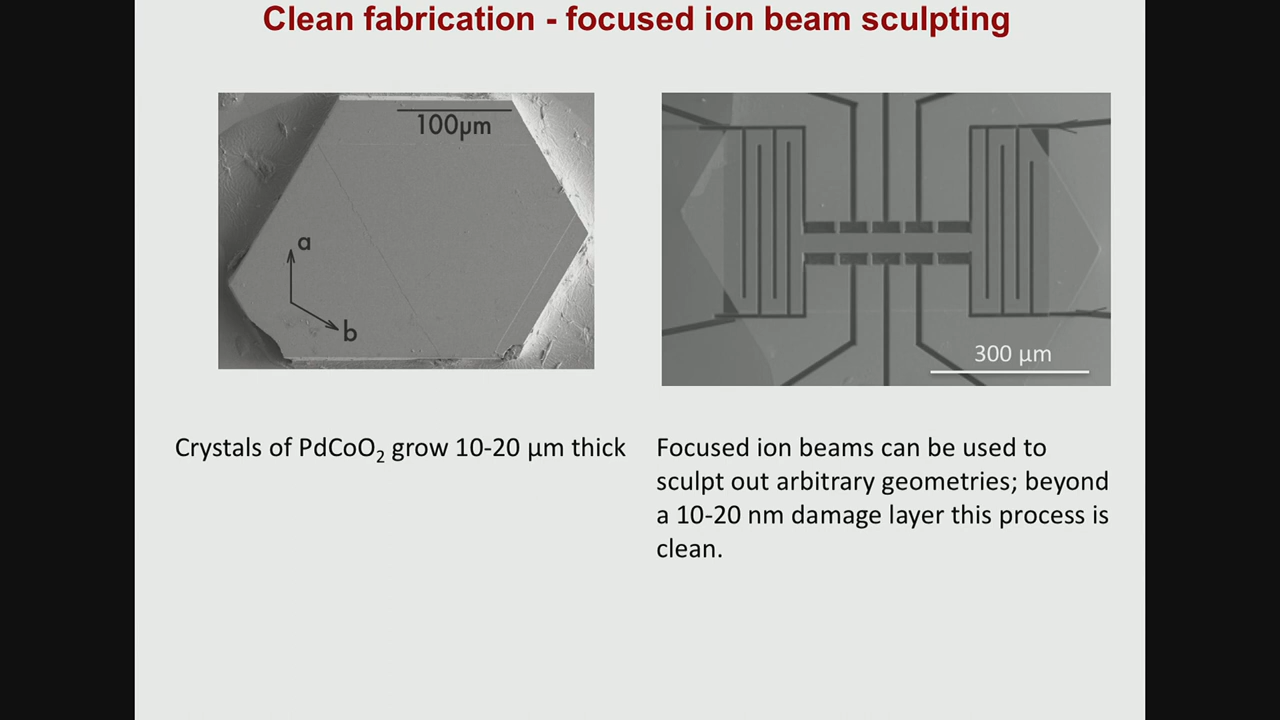 Clean fabrication - focused ion beam sculpting
100μm
a
b
300 μm
Crystals of PdCoO₂ grow 10-20 μm thick
Focused ion beams can be used to
sculpt out arbitrary geometries; beyond
a 10-20 nm damage layer this process is
clean.